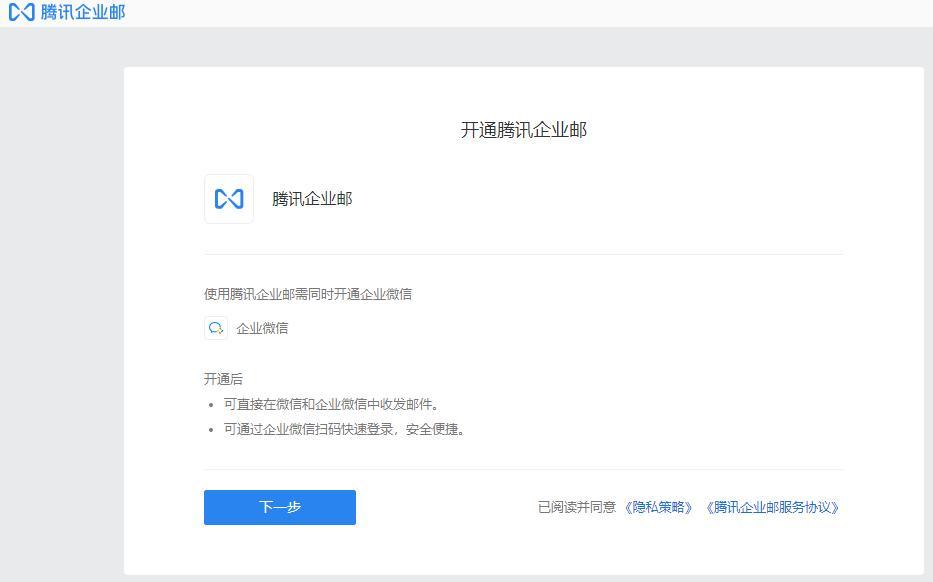 腾讯企业邮
开通腾讯企业邮
腾讯企业邮
使用腾讯企业邮需同时开通企业微信
企业微信
开通后
可直接在微信和企业微信中收发邮件。
可通过企业微信扫码快速登录，安全便捷。
下一步
已阅读并同意 《隐私策略》 《腾讯企业邮服务协议》